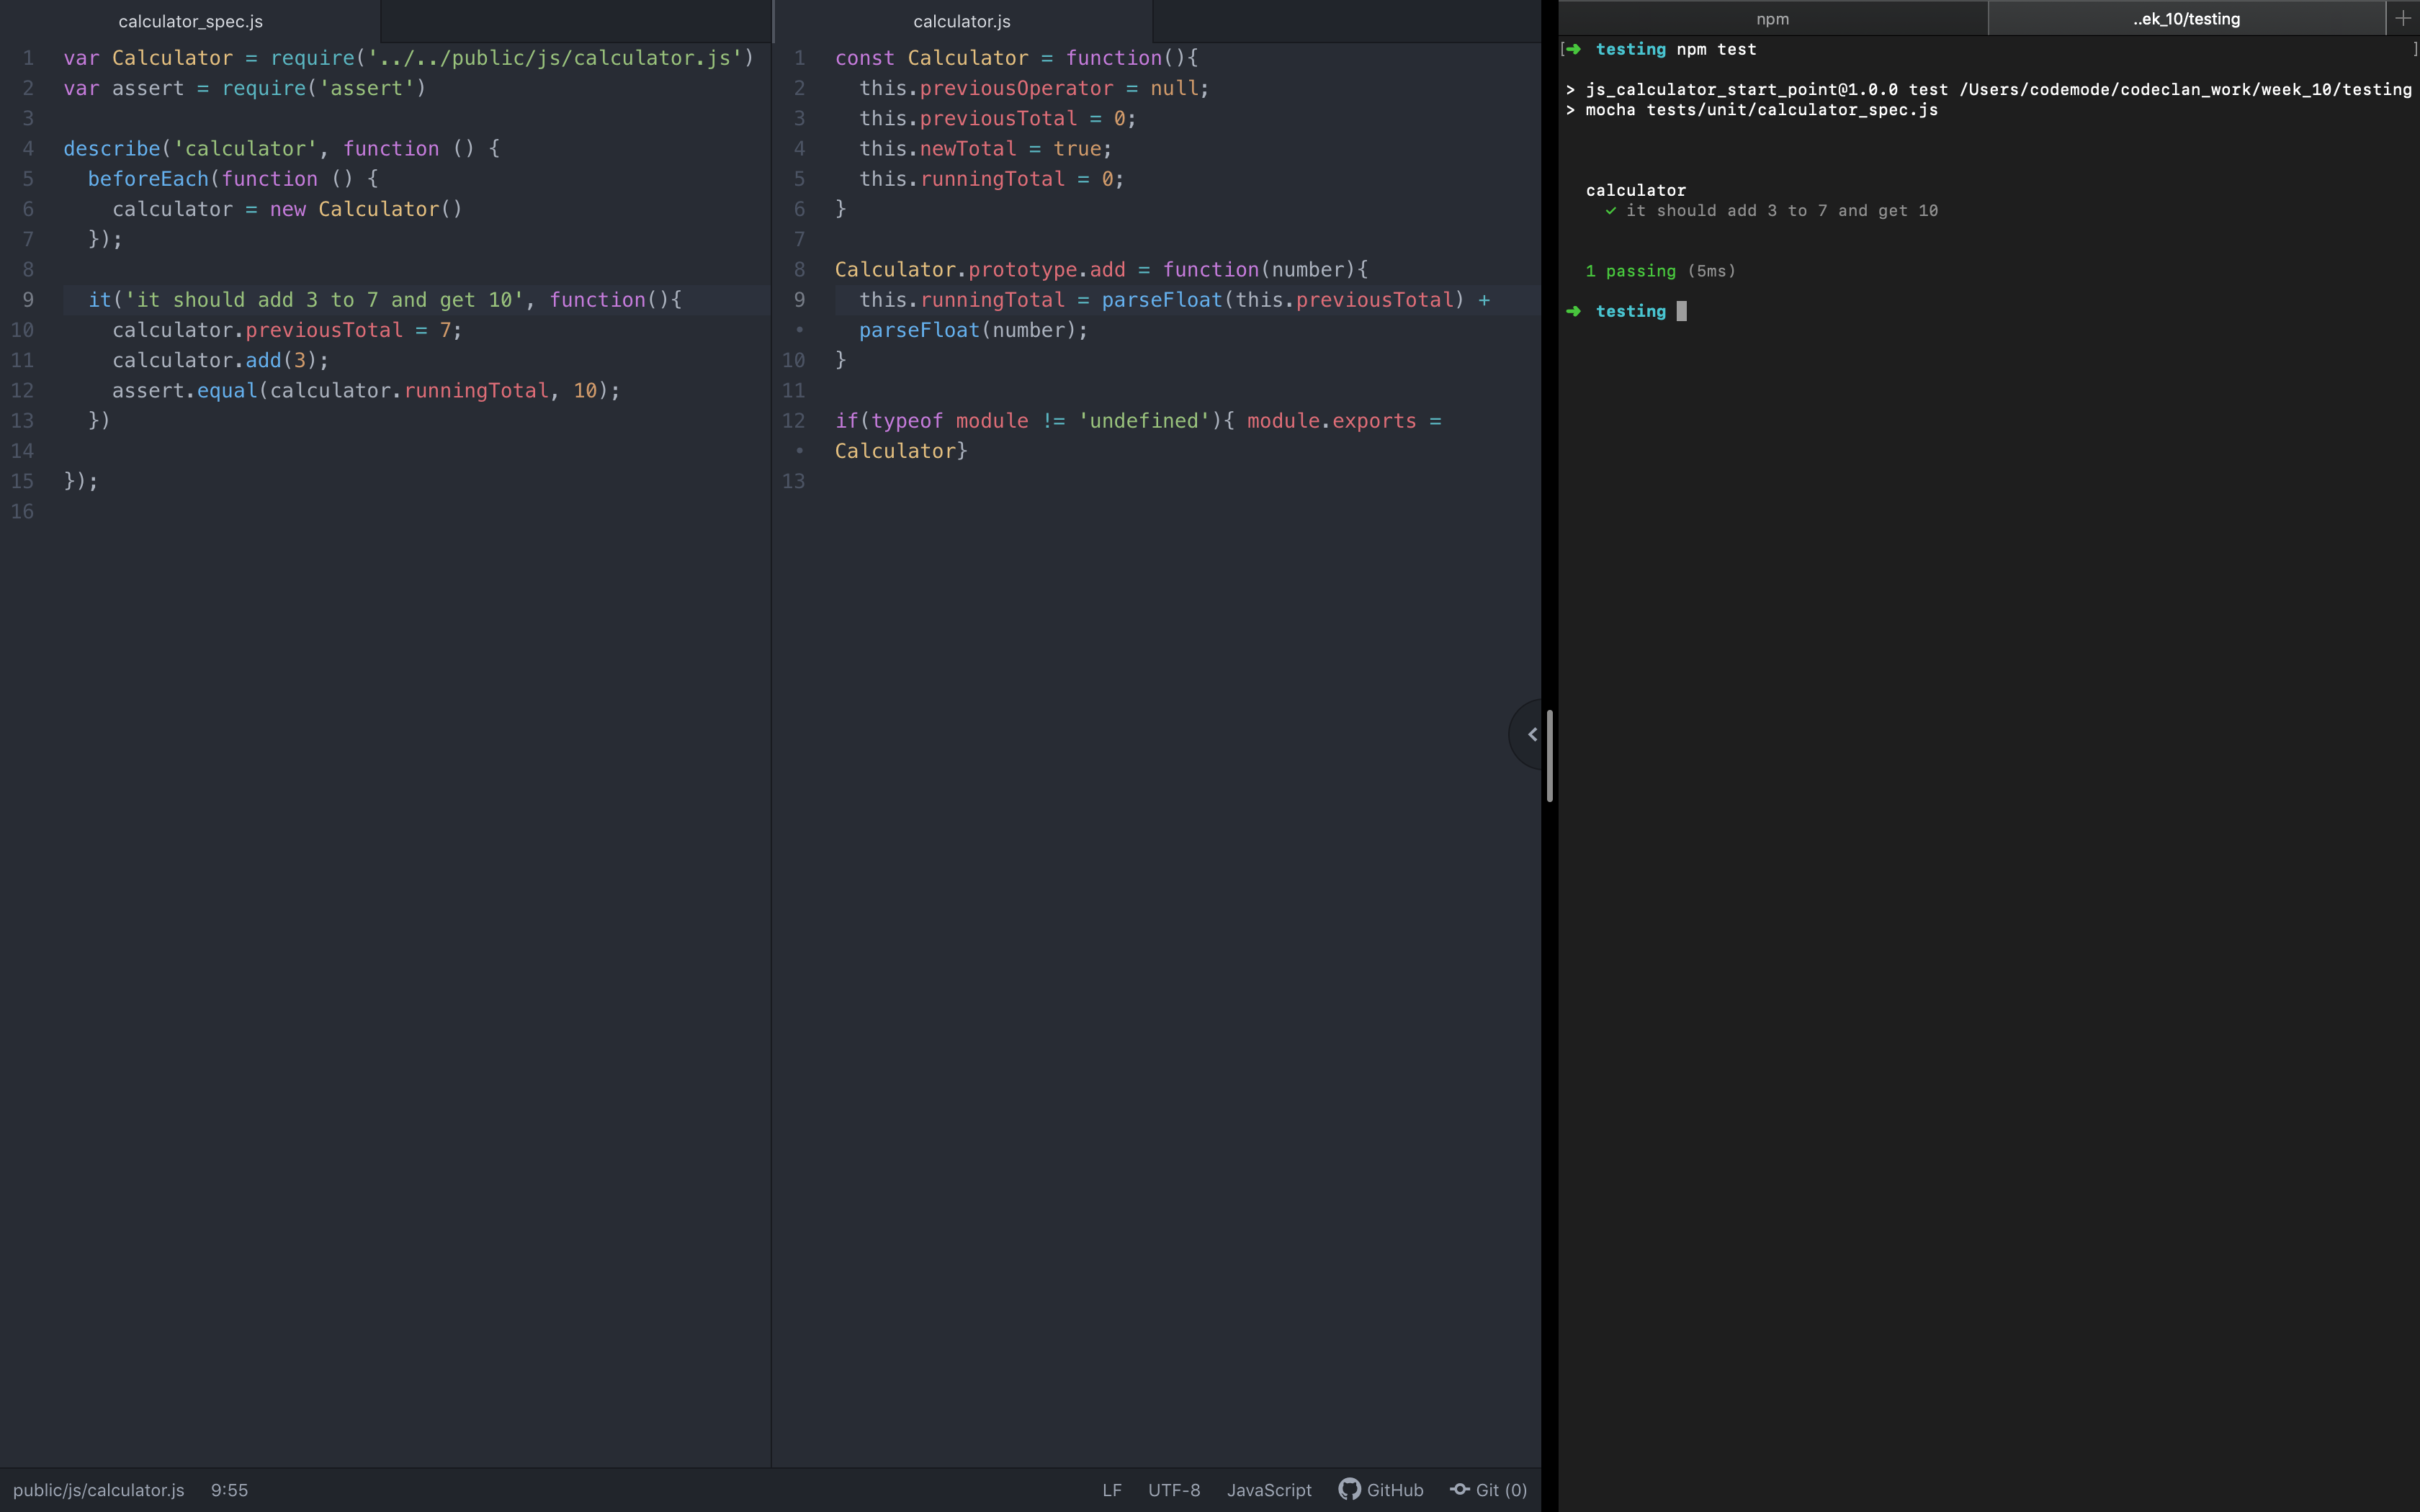 calculator_spec.js
1 var Calculator = require('../../public/js/calculator.js')
2 var assert = require('assert')
3
4 describe('calculator', function () {
5   beforeEach(function () {
6     calculator = new Calculator()
7   });
8
9   it('it should add 3 to 7 and get 10', function(){
10     calculator.previousTotal = 7;
11     calculator.add(3);
12     assert.equal(calculator.runningTotal, 10);
13   })
14
15 });
16
calculator.js
1 const Calculator = function(){
2   this.previousOperator = null;
3   this.previousTotal = 0;
4   this.newTotal = true;
5   this.runningTotal = 0;
6 }
7
8 Calculator.prototype.add = function(number){
9   this.runningTotal = parseFloat(this.previousTotal) +
•   parseFloat(number);
10 }
11
12 if(typeof module != 'undefined'){ module.exports =
• Calculator}
13
public/js/calculator.js 9:55 LF UTF-8 JavaScript GitHub Git (0)
npm ..ek_10/testing +
[➜ testing npm test ]
> js_calculator_start_point@1.0.0 test /Users/codemode/codeclan_work/week_10/testing
> mocha tests/unit/calculator_spec.js
calculator
✓ it should add 3 to 7 and get 10
1 passing (5ms)
➜ testing